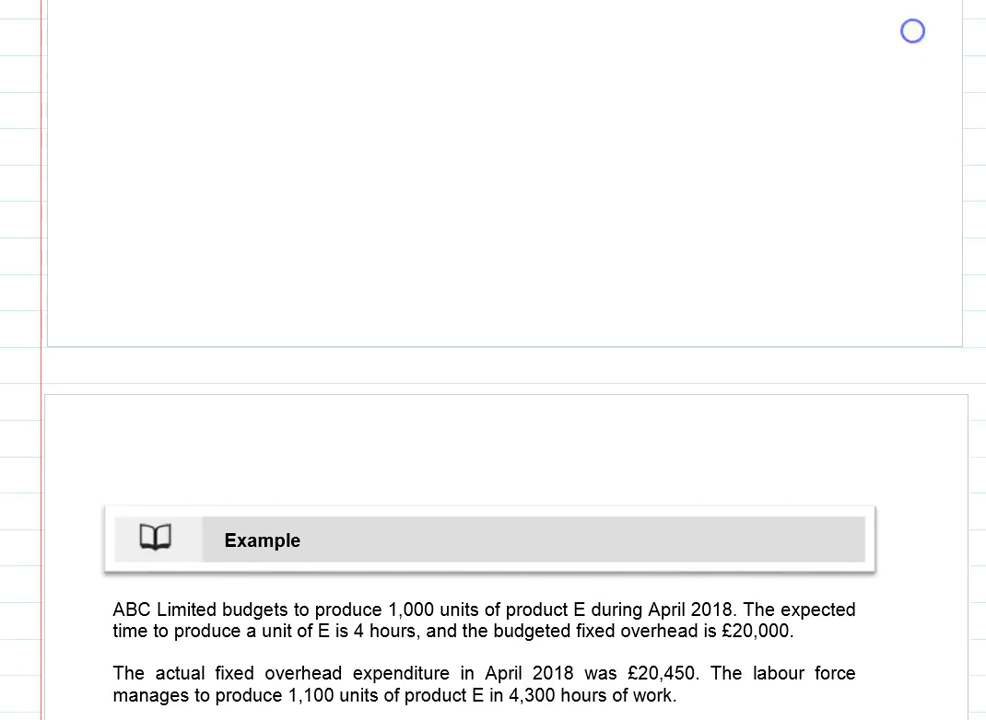 Example
ABC Limited budgets to produce 1,000 units of product E during April 2018. The expected
time to produce a unit of E is 4 hours, and the budgeted fixed overhead is £20,000.
The actual fixed overhead expenditure in April 2018 was £20,450. The labour force
manages to produce 1,100 units of product E in 4,300 hours of work.